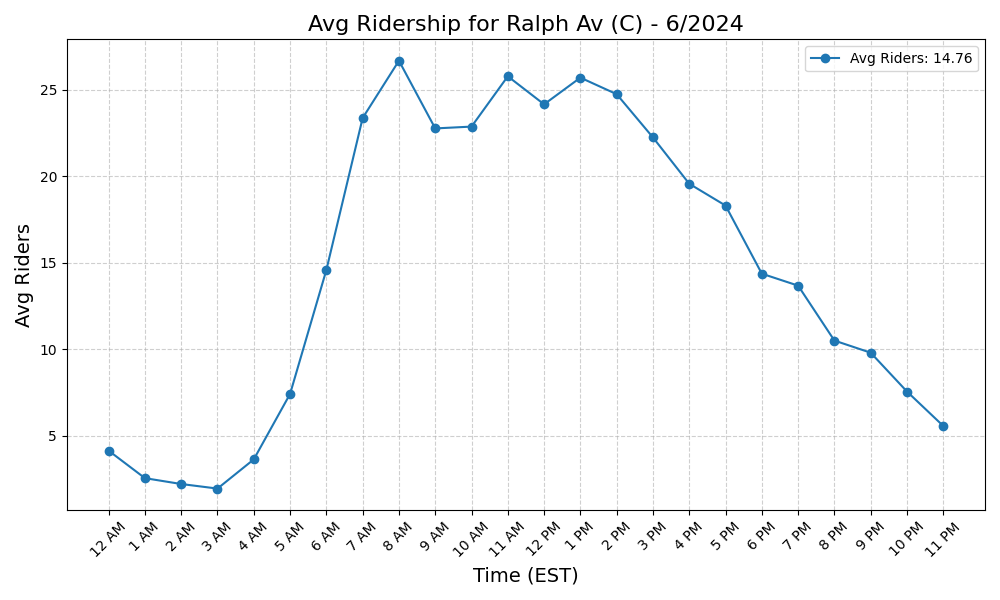 Avg Ridership for Ralph Av (C) - 6/2024
Avg Riders: 14.76
Avg Riders
25
20
15
10
5
12 AM
1 AM
2 AM
3 AM
4 AM
5 AM
6 AM
7 AM
8 AM
9 AM
10 AM
11 AM
12 PM
1 PM
2 PM
3 PM
4 PM
5 PM
6 PM
7 PM
8 PM
9 PM
10 PM
11 PM
Time (EST)